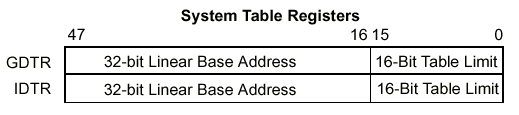 System Table Registers
47 16 15 0
GDTR 32-bit Linear Base Address 16-Bit Table Limit
IDTR 32-bit Linear Base Address 16-Bit Table Limit